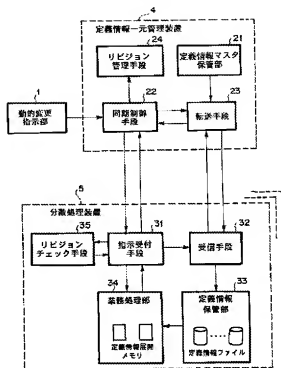 4
定義情報一元管理装置
24
リビジョン
管理手段
21
定義情報マスタ
保管部
1
動的変更
指示部
22
同期制御
手段
23
転送手段
5
分散処理装置
35
リビジョン
チェック手段
31
指示受付
手段
32
受信手段
34
業務処理部
定義情報展開
メモリ
33
定義情報
保管部
定義情報ファイル